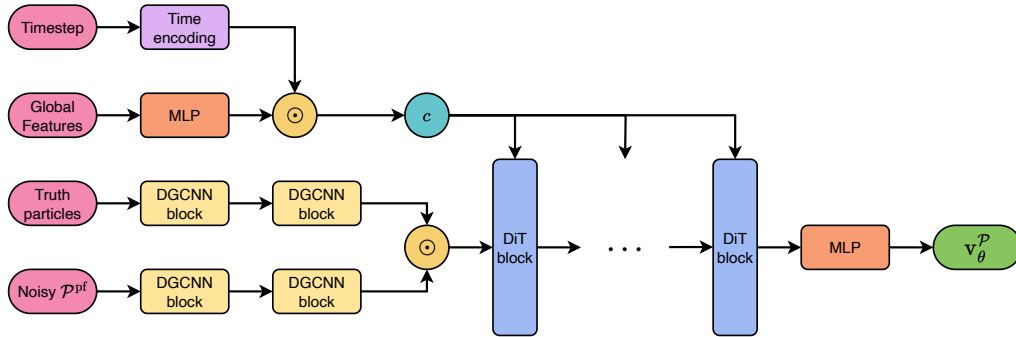 Timestep
Time
encoding
Global
Features
MLP
⊙
c
Truth
particles
DGCNN
block
DGCNN
block
⊙
DiT
block
...
DiT
block
MLP
v_θ^𝒫
Noisy 𝒫^pf
DGCNN
block
DGCNN
block